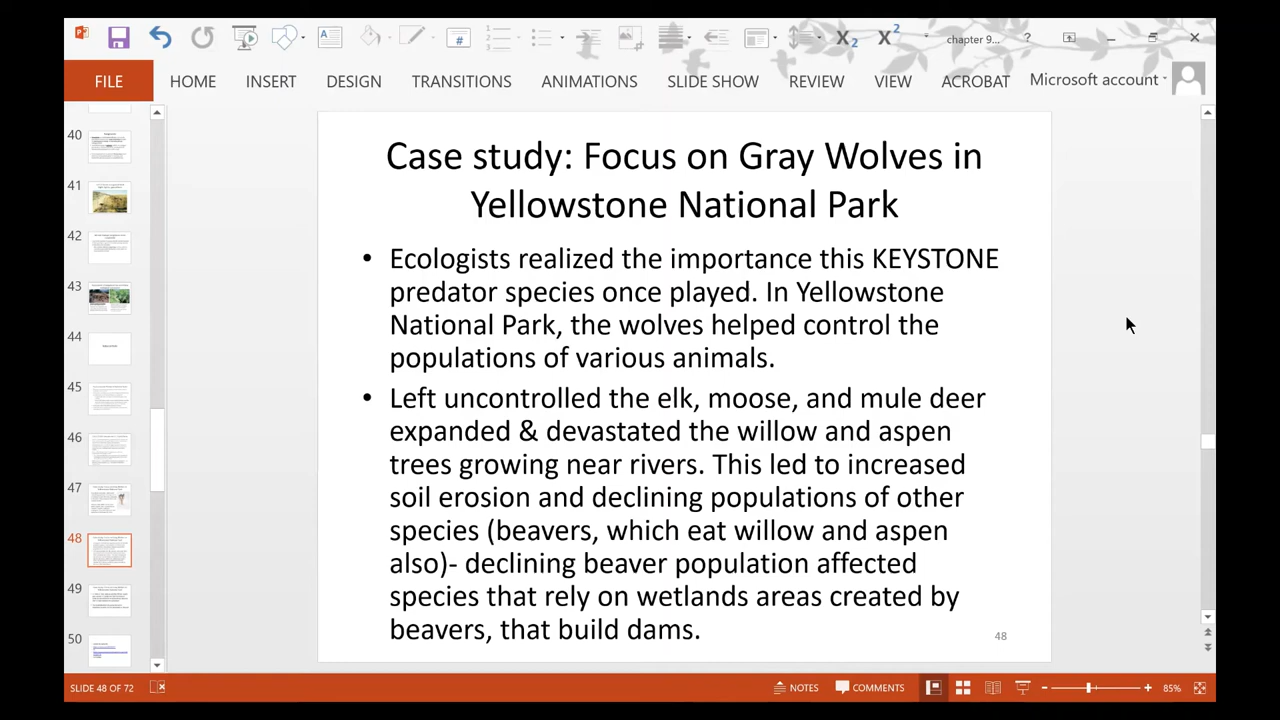 chapter 9...
?
FILE
HOME
INSERT
DESIGN
TRANSITIONS
ANIMATIONS
SLIDE SHOW
REVIEW
VIEW
ACROBAT
Microsoft account
Case study: Focus on Gray Wolves in
Yellowstone National Park
• Ecologists realized the importance this KEYSTONE
predator species once played. In Yellowstone
National Park, the wolves helped control the
populations of various animals.
• Left uncontrolled the elk, moose, and mule deer
expanded & devastated the willow and aspen
trees growing near rivers. This led to increased
soil erosion and declining populations of other
species (beavers, which eat willow and aspen
also)- declining beaver population affected
species that rely on wetlands areas created by
beavers, that build dams.
48
40
41
42
43
44
45
46
47
48
49
50
SLIDE 48 OF 72
NOTES
COMMENTS
85%